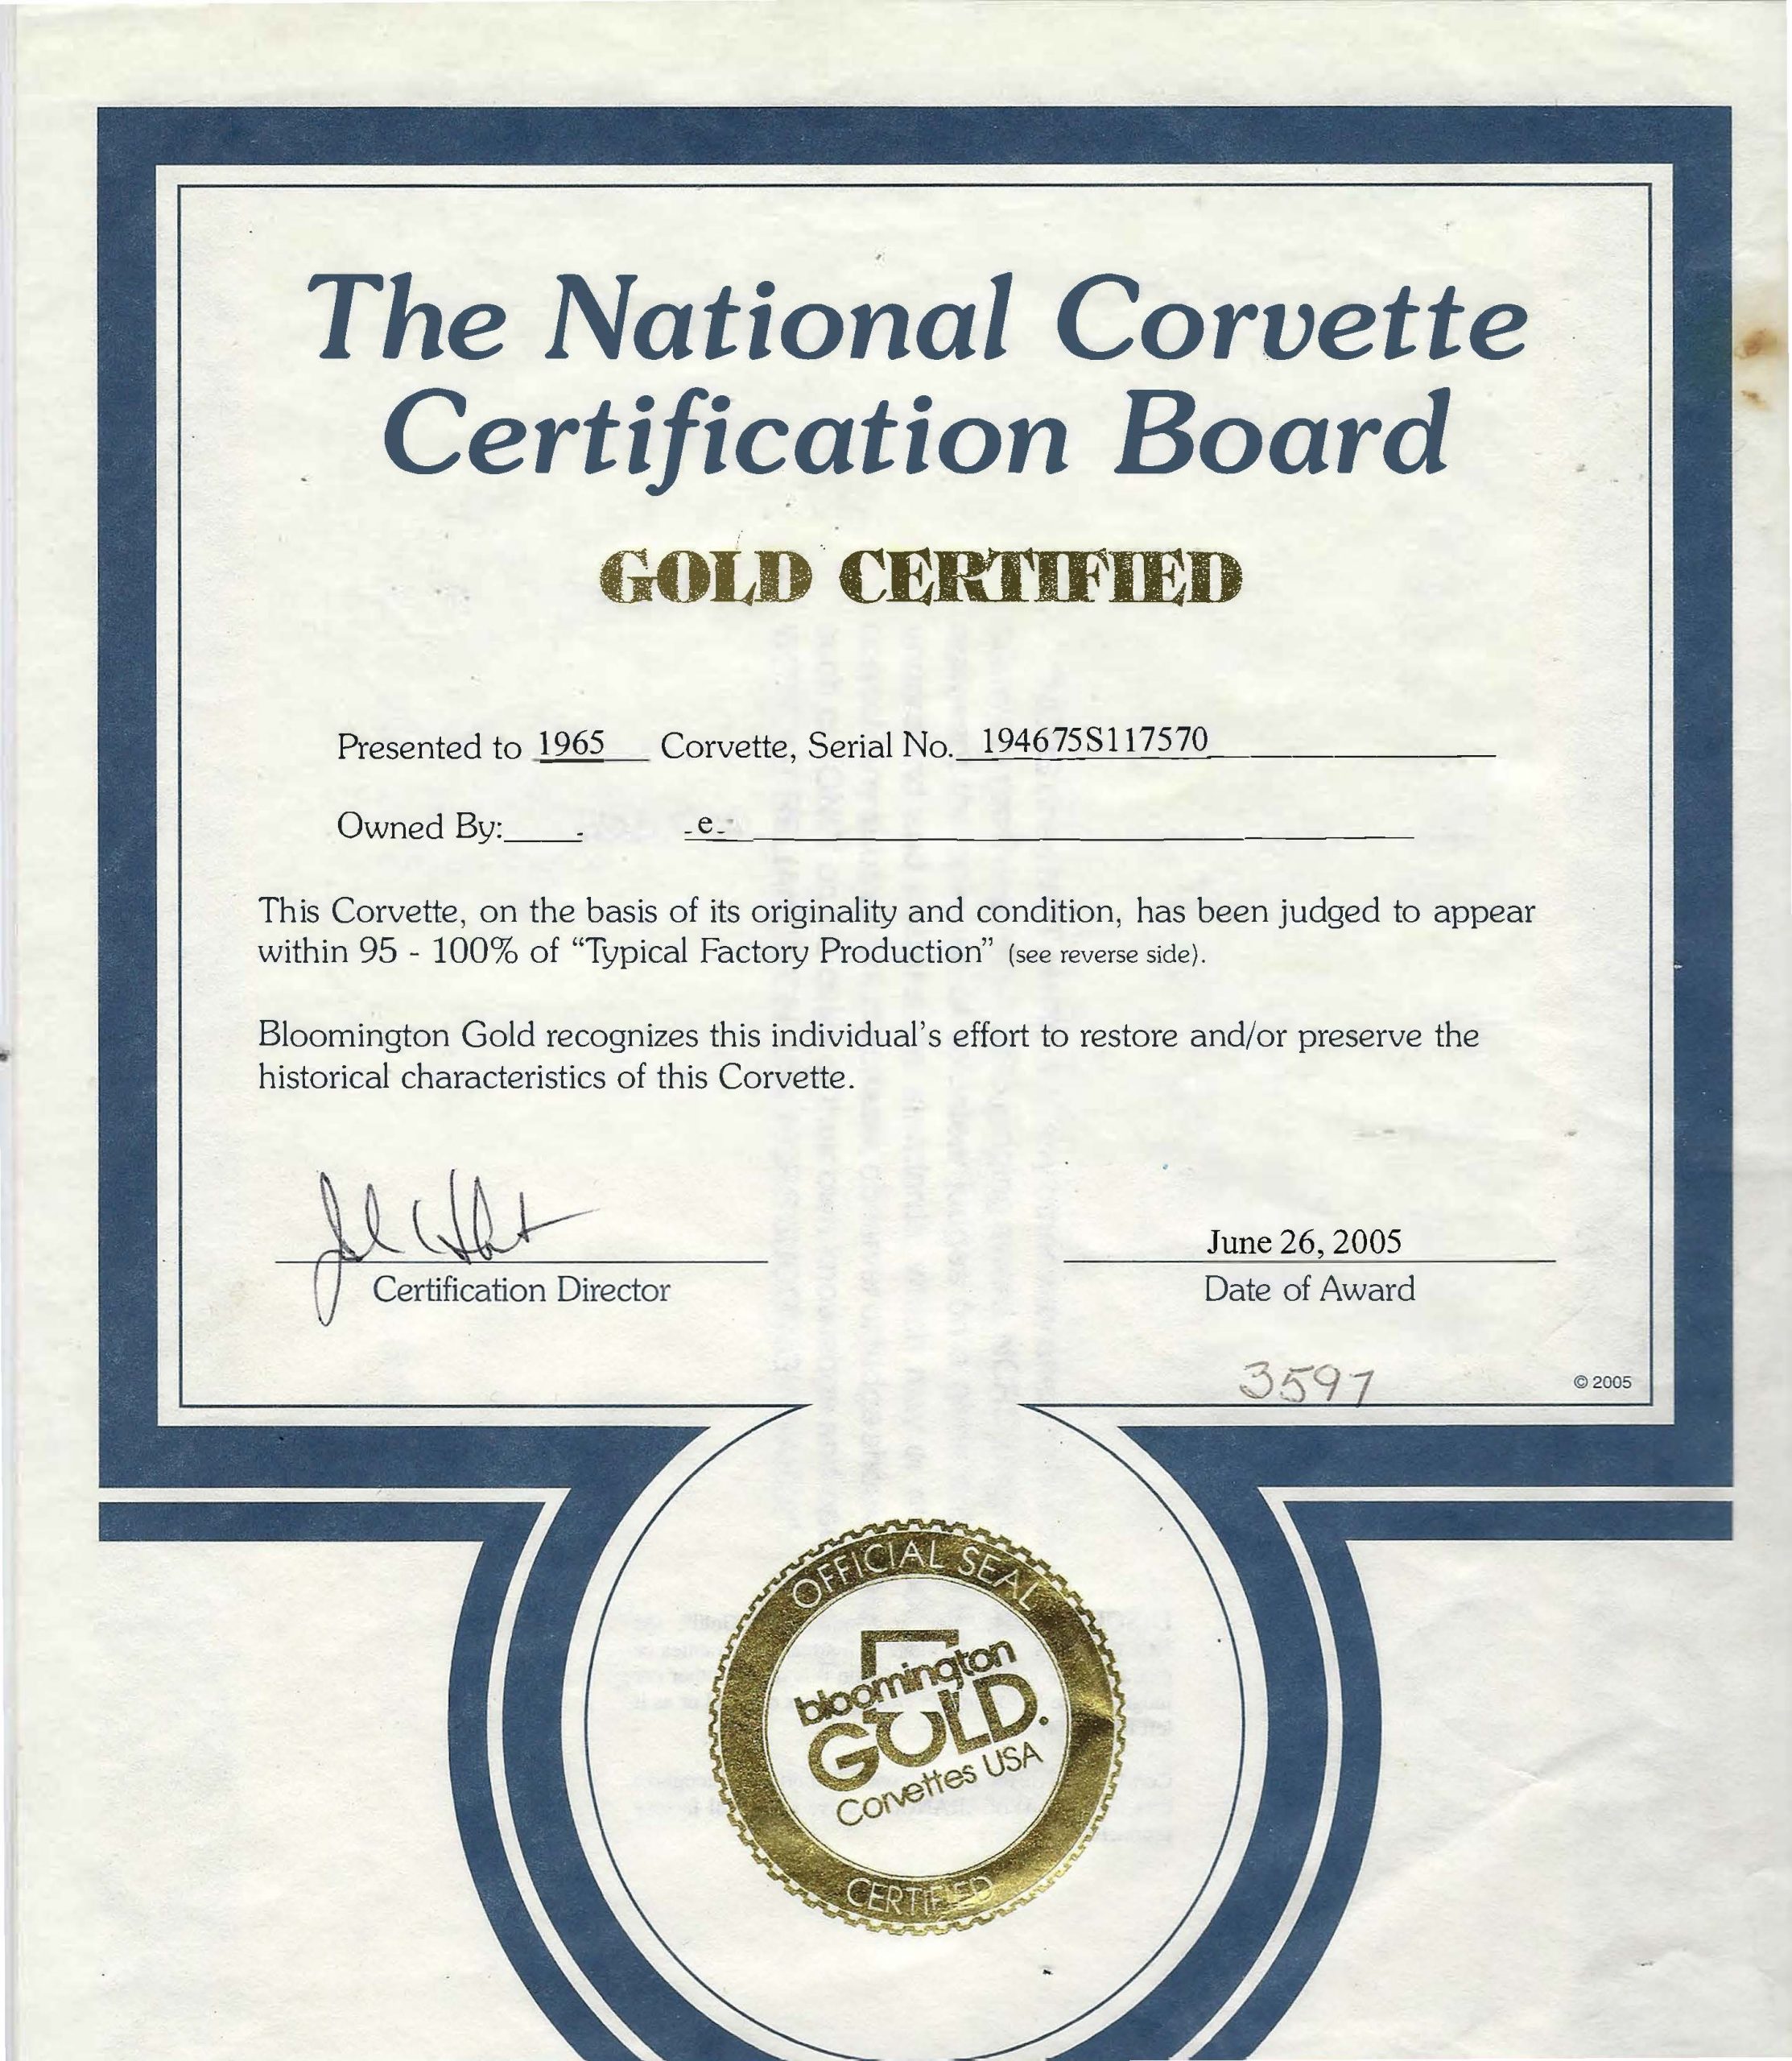 The National Corvette
Certification Board
GOLD CERTIFIED
Presented to 1965 Corvette, Serial No. 194675S117570
Owned By: e
This Corvette, on the basis of its originality and condition, has been judged to appear
within 95 - 100% of “Typical Factory Production” (see reverse side).
Bloomington Gold recognizes this individual’s effort to restore and/or preserve the
historical characteristics of this Corvette.
June 26, 2005
Certification Director Date of Award
3597
© 2005
OFFICIAL SEAL
bloomington
GOLD.
Corvettes USA
CERTIFIED